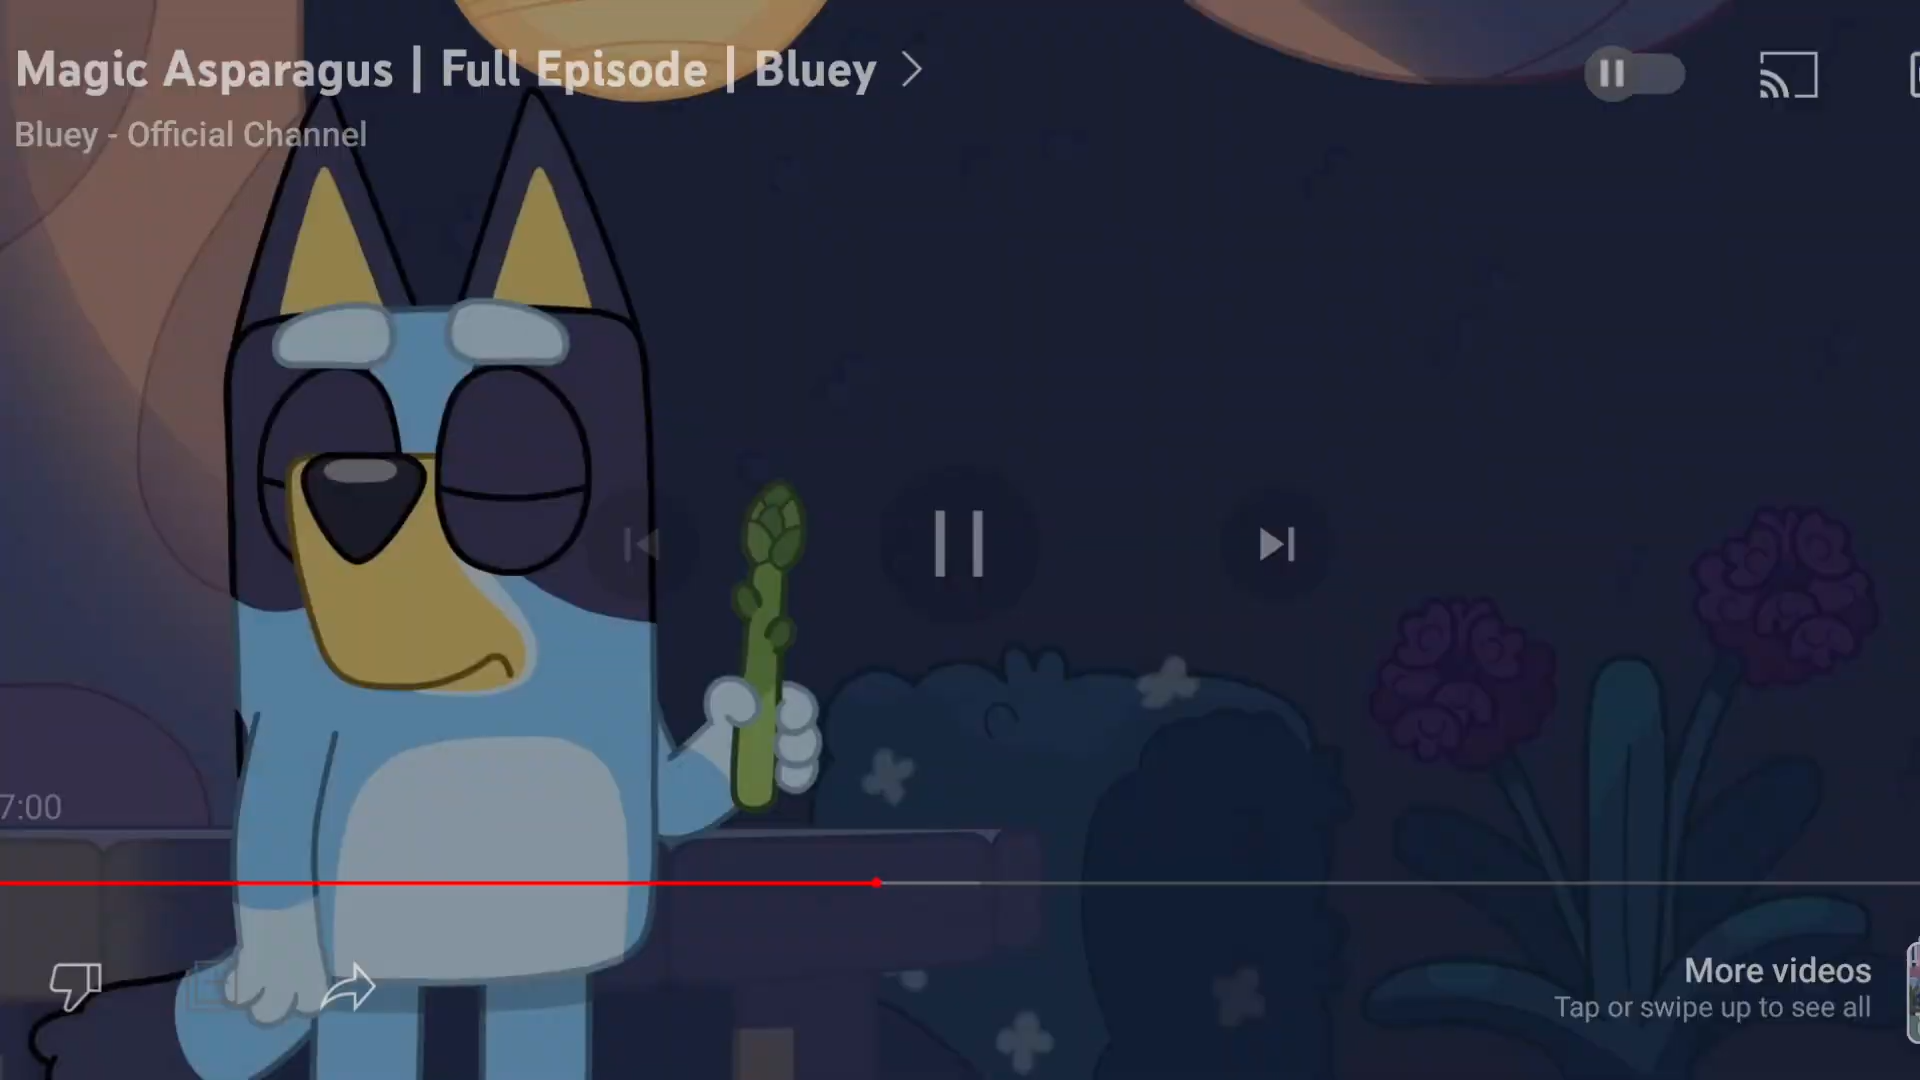 Magic Asparagus | Full Episode | Bluey
Bluey - Official Channel
7:00
More videos
Tap or swipe up to see all